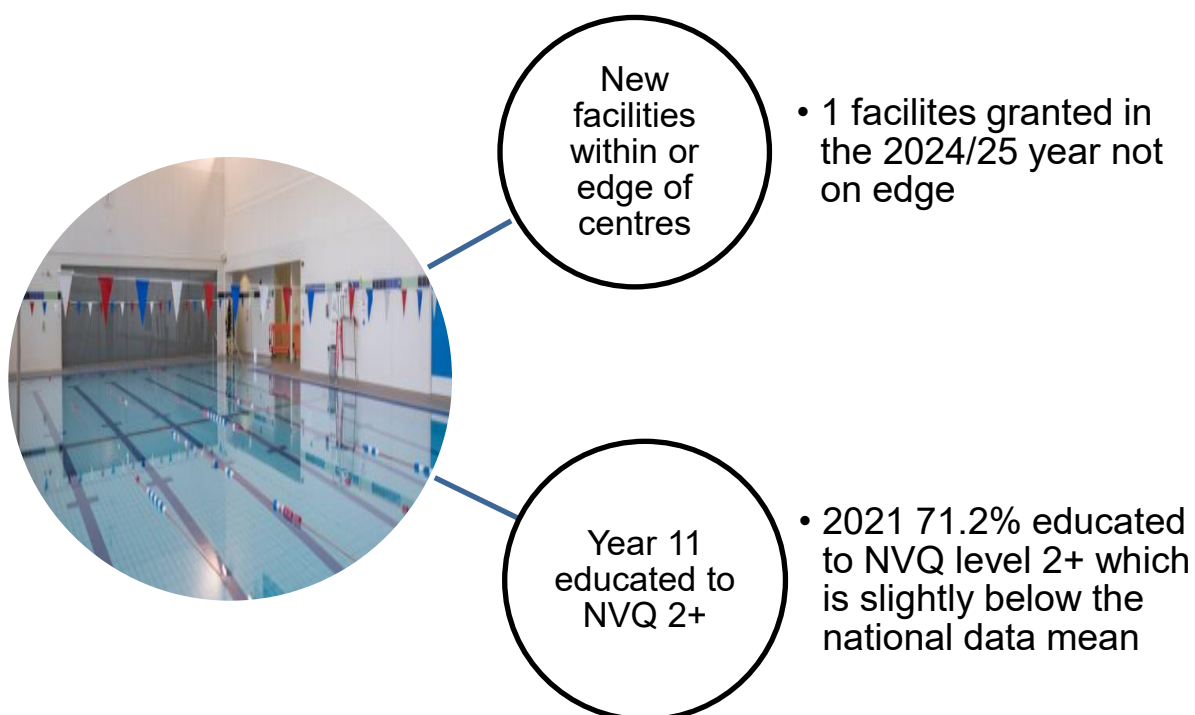 New
facilities
within or
edge of
centres
• 1 facilites granted in
the 2024/25 year not
on edge
Year 11
educated to
NVQ 2+
• 2021 71.2% educated
to NVQ level 2+ which
is slightly below the
national data mean